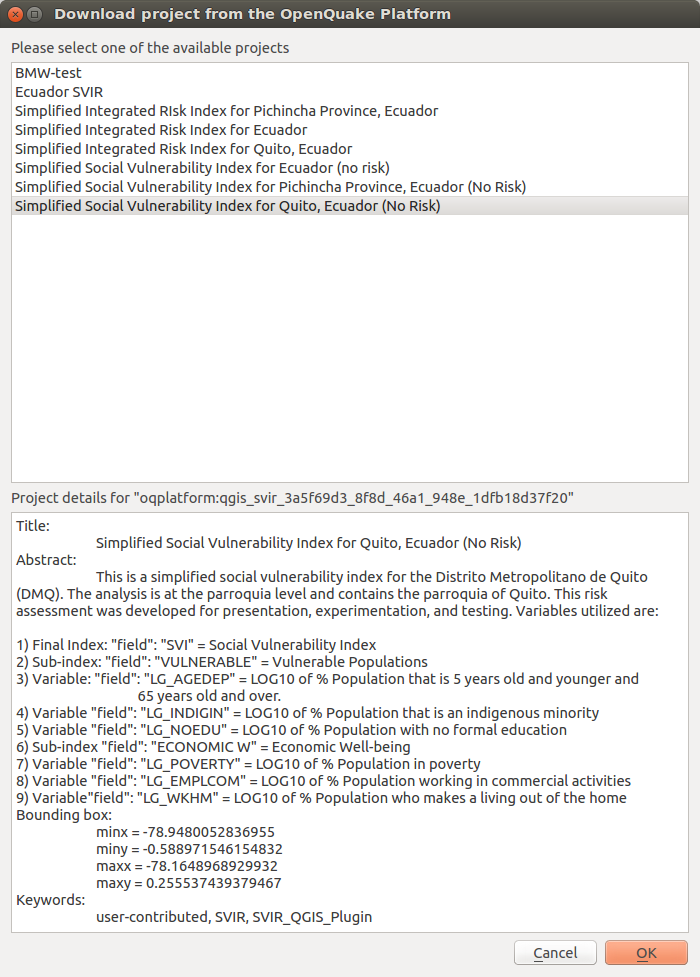 Download project from the OpenQuake Platform
Please select one of the available projects
BMW-test
Ecuador SVIR
Simplified Integrated RIsk Index for Pichincha Province, Ecuador
Simplified Integrated Risk Index for Ecuador
Simplified Integrated Risk Index for Quito, Ecuador
Simplified Social Vulnerability Index for Ecuador (no risk)
Simplified Social Vulnerability Index for Pichincha Province, Ecuador (No Risk)
Simplified Social Vulnerability Index for Quito, Ecuador (No Risk)
Project details for "oqplatform:qgis_svir_3a5f69d3_8f8d_46a1_948e_1dfb18d37f20"
Title:
Simplified Social Vulnerability Index for Quito, Ecuador (No Risk)
Abstract:
This is a simplified social vulnerability index for the Distrito Metropolitano de Quito
(DMQ). The analysis is at the parroquia level and contains the parroquia of Quito. This risk
assessment was developed for presentation, experimentation, and testing. Variables utilized are:
1) Final Index: "field": "SVI" = Social Vulnerability Index
2) Sub-index: "field": "VULNERABLE" = Vulnerable Populations
3) Variable: "field": "LG_AGEDEP" = LOG10 of % Population that is 5 years old and younger and
65 years old and over.
4) Variable "field": "LG_INDIGIN" = LOG10 of % Population that is an indigenous minority
5) Variable "field": "LG_NOEDU" = LOG10 of % Population with no formal education
6) Sub-index "field": "ECONOMIC W" = Economic Well-being
7) Variable "field": "LG_POVERTY" = LOG10 of % Population in poverty
8) Variable "field": "LG_EMPLCOM" = LOG10 of % Population working in commercial activities
9) Variable"field": "LG_WKHM" = LOG10 of % Population who makes a living out of the home
Bounding box:
minx = -78.9480052836955
miny = -0.588971546154832
maxx = -78.1648968929932
maxy = 0.255537439379467
Keywords:
user-contributed, SVIR, SVIR_QGIS_Plugin
Cancel OK